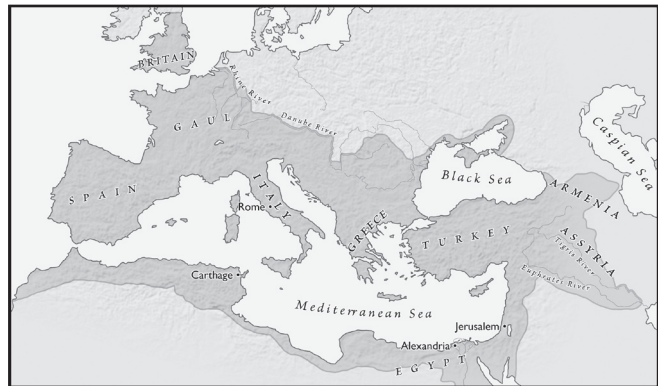 BRITAIN
Rhine River
GAUL
Danube River
Caspian Sea
Black Sea
SPAIN
ITALY
Rome
ARMENIA
GREECE
TURKEY
ASSYRIA
Tigris River
Carthage
Euphrates River
Mediterranean Sea
Jerusalem
Alexandria
EGYPT